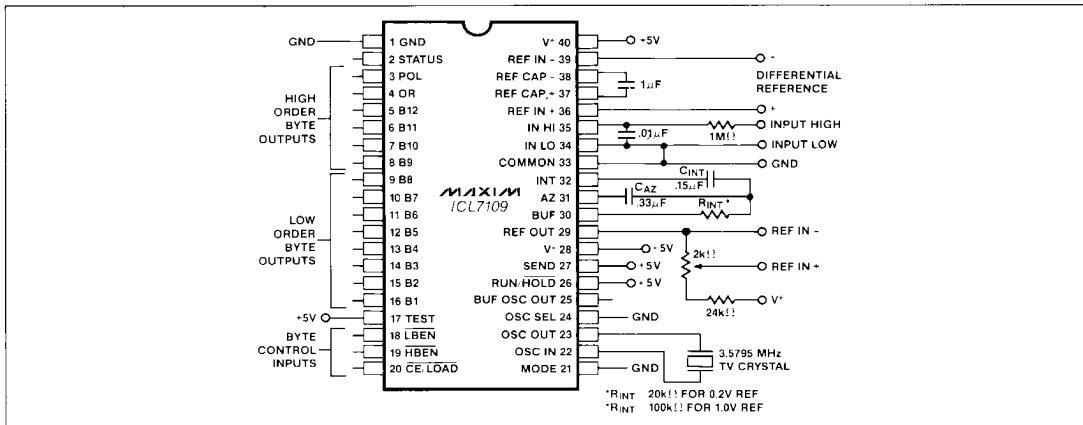 GND
1 GND
2 STATUS
3 POL
4 OR
5 B12
6 B11
7 B10
8 B9
9 B8
10 B7
11 B6
12 B5
13 B4
14 B3
15 B2
16 B1
+5V
17 TEST
18 LBEN
19 HBEN
20 CE/LOAD
HIGH
ORDER
BYTE
OUTPUTS
LOW
ORDER
BYTE
OUTPUTS
BYTE
CONTROL
INPUTS
MAXIM
ICL7109
V+ 40
REF IN - 39
REF CAP - 38
REF CAP + 37
REF IN + 36
IN HI 35
IN LO 34
COMMON 33
INT 32
AZ 31
BUF 30
REF OUT 29
V- 28
SEND 27
RUN/HOLD 26
BUF OSC OUT 25
OSC SEL 24
OSC OUT 23
OSC IN 22
MODE 21
+5V
-
DIFFERENTIAL
REFERENCE
1µF
+
.01µF
1MΩ
INPUT HIGH
INPUT LOW
GND
CINT
.15µF
CAZ
.33µF
RINT*
REF IN -
2kΩ
-5V
REF IN +
+5V
+5V
V+
24kΩ
GND
3.5795 MHz
TV CRYSTAL
GND
*RINT 20kΩ FOR 0.2V REF
*RINT 100kΩ FOR 1.0V REF